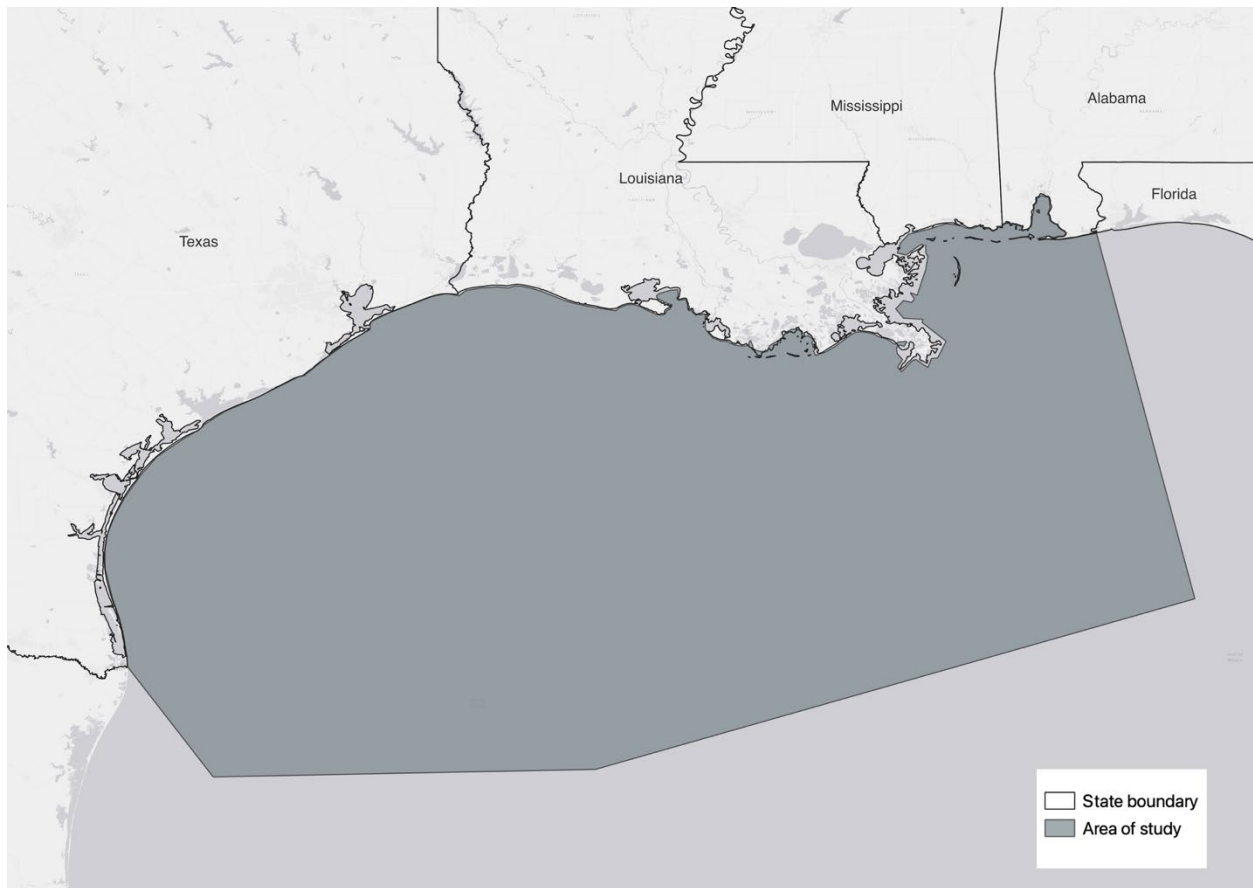 Mississippi
Alabama
Louisiana
Florida
Texas
State boundary
Area of study